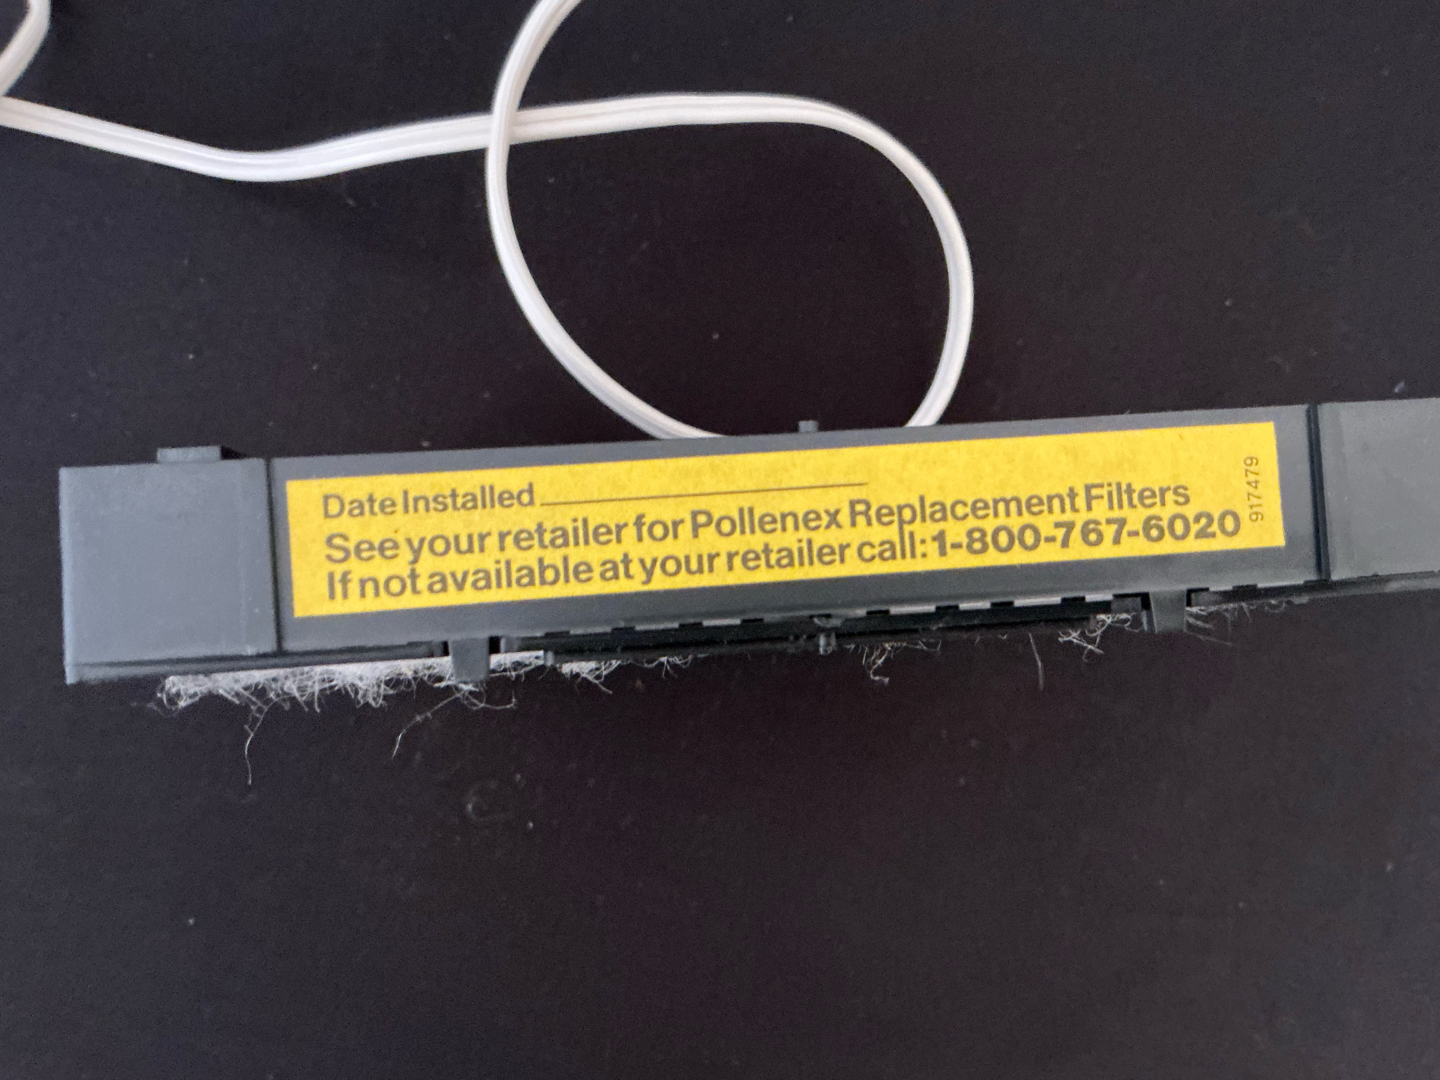 Date Installed
See your retailer for Pollenex Replacement Filters
If not available at your retailer call: 1-800-767-6020
917479